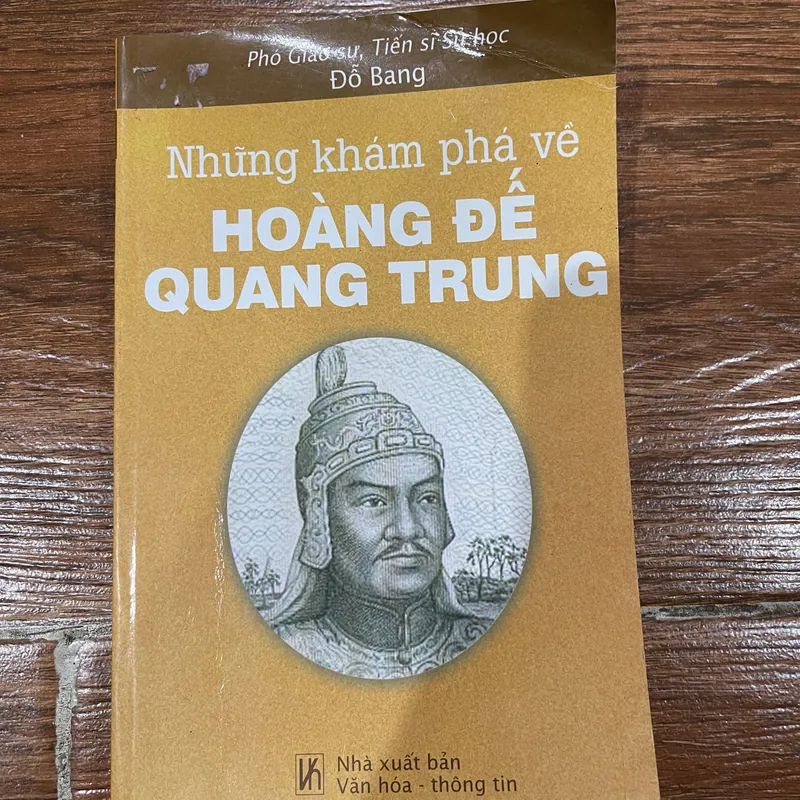 Phó Giáo sư, Tiến sĩ Sử học
Đỗ Bang
Những khám phá về
HOÀNG ĐẾ
QUANG TRUNG
Nhà xuất bản
Văn hóa - thông tin